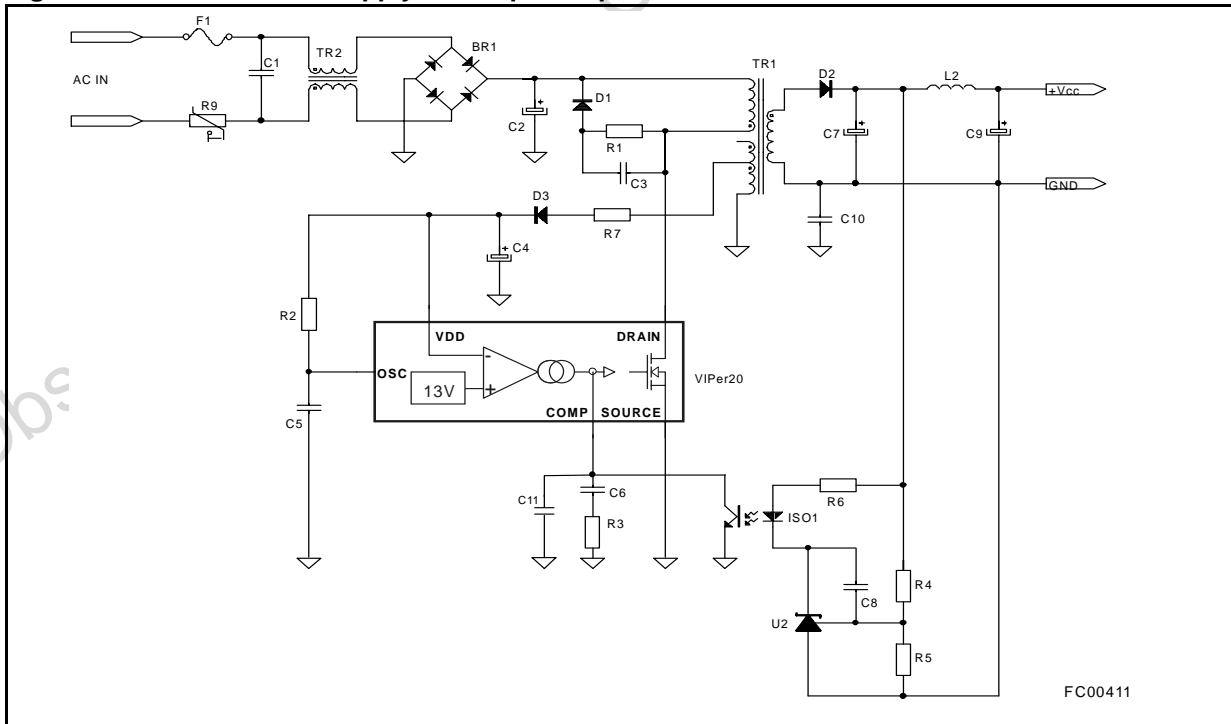 F1
BR1
TR2
TR1
D2
L2
C1
AC IN
D1
+Vcc
R9
C2
C7
C9
R1
T°
C3
GND
D3
C10
R7
C4
R2
VDD
DRAIN
-
OSC
VIPer20
13V
+
COMP SOURCE
C5
C6
R6
C11
ISO1
R3
R4
C8
U2
R5
FC00411